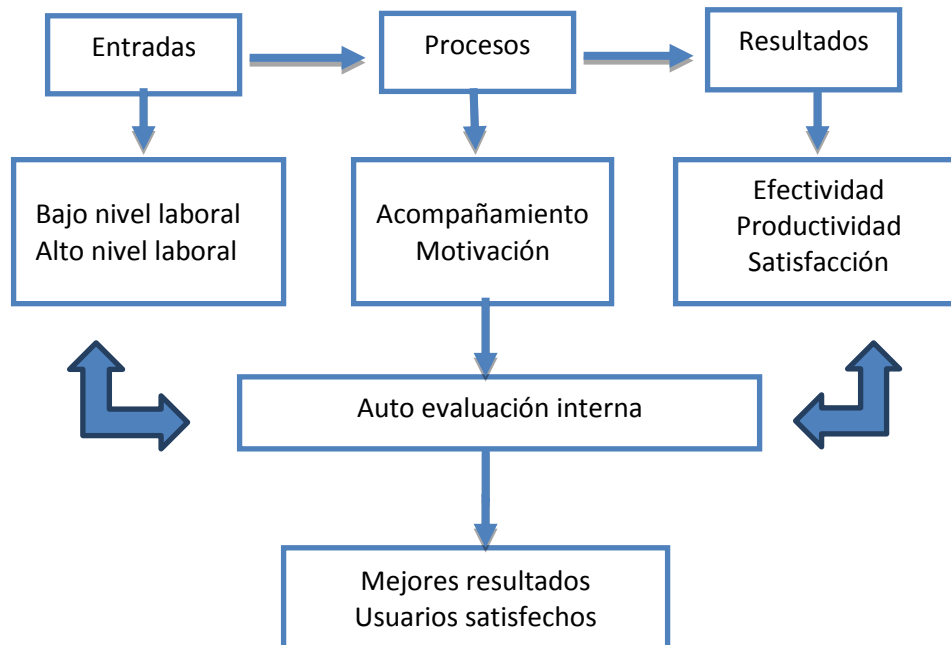 Entradas
Procesos
Resultados
Bajo nivel laboral
Alto nivel laboral
Acompañamiento
Motivación
Efectividad
Productividad
Satisfacción
Auto evaluación interna
Mejores resultados
Usuarios satisfechos